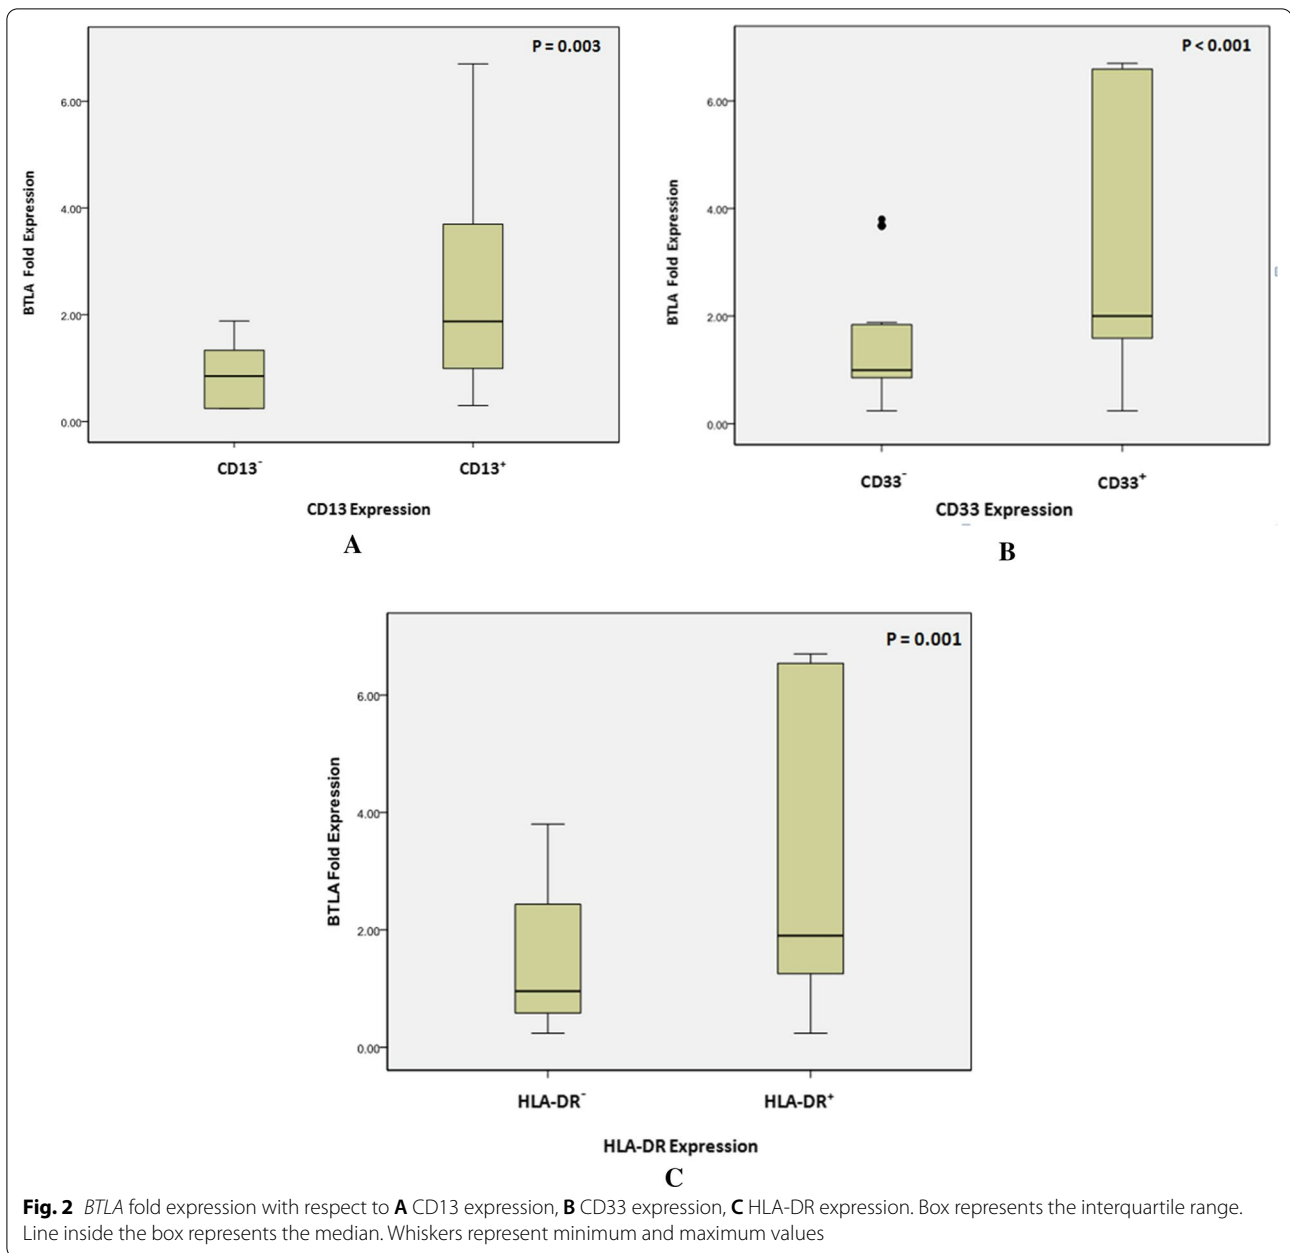 P = 0.003
6.00
4.00
2.00
0.00
BTLA Fold Expression
CD13⁻ CD13⁺
CD13 Expression
A
P < 0.001
6.00
4.00
2.00
0.00
BTLA Fold Expression
CD33⁻ CD33⁺
CD33 Expression
B
P = 0.001
6.00
4.00
2.00
0.00
BTLA Fold Expression
HLA-DR⁻ HLA-DR⁺
HLA-DR Expression
C
Fig. 2 BTLA fold expression with respect to A CD13 expression, B CD33 expression, C HLA-DR expression. Box represents the interquartile range.
Line inside the box represents the median. Whiskers represent minimum and maximum values